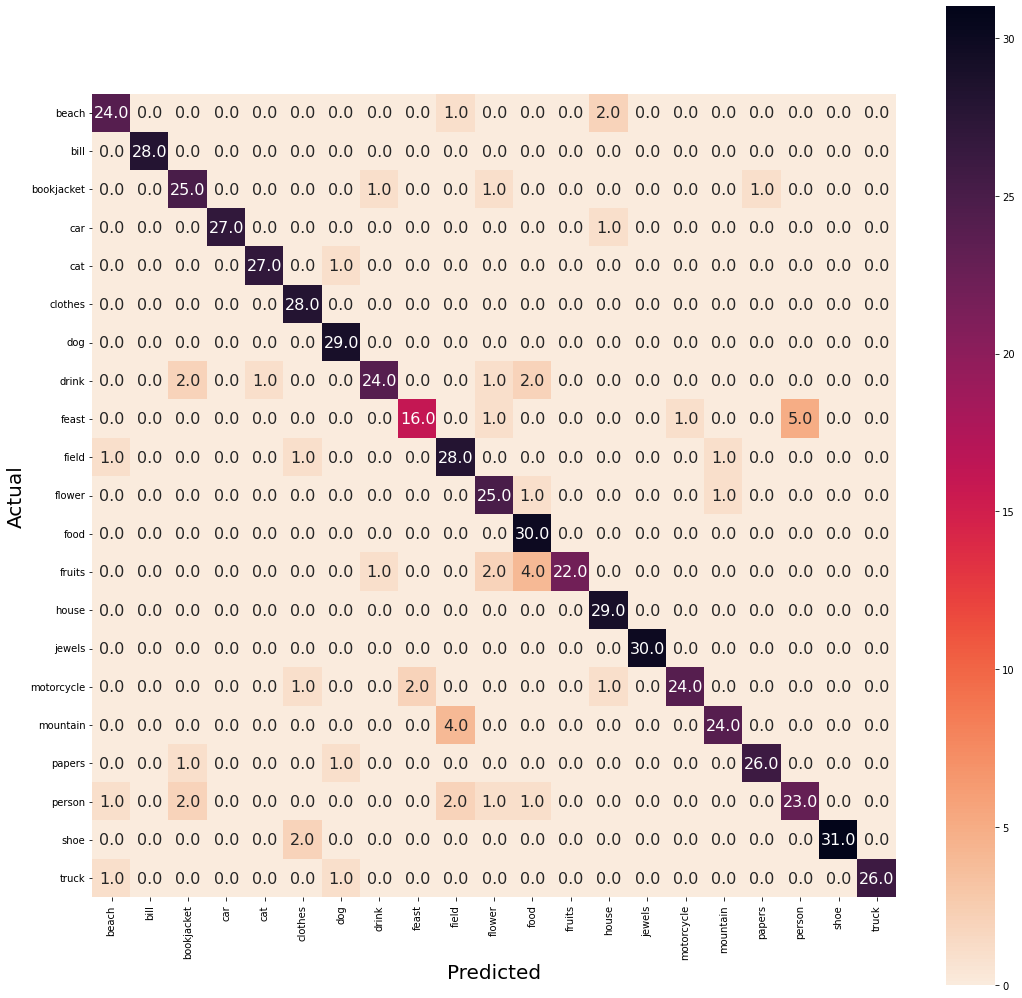 beach 24.0 0.0 0.0 0.0 0.0 0.0 0.0 0.0 0.0 1.0 0.0 0.0 0.0 2.0 0.0 0.0 0.0 0.0 0.0 0.0 0.0
bill 0.0 28.0 0.0 0.0 0.0 0.0 0.0 0.0 0.0 0.0 0.0 0.0 0.0 0.0 0.0 0.0 0.0 0.0 0.0 0.0 0.0
bookjacket 0.0 0.0 25.0 0.0 0.0 0.0 0.0 1.0 0.0 0.0 1.0 0.0 0.0 0.0 0.0 0.0 0.0 1.0 0.0 0.0 0.0
car 0.0 0.0 0.0 27.0 0.0 0.0 0.0 0.0 0.0 0.0 0.0 0.0 0.0 1.0 0.0 0.0 0.0 0.0 0.0 0.0 0.0
cat 0.0 0.0 0.0 0.0 27.0 0.0 1.0 0.0 0.0 0.0 0.0 0.0 0.0 0.0 0.0 0.0 0.0 0.0 0.0 0.0 0.0
clothes 0.0 0.0 0.0 0.0 0.0 28.0 0.0 0.0 0.0 0.0 0.0 0.0 0.0 0.0 0.0 0.0 0.0 0.0 0.0 0.0 0.0
dog 0.0 0.0 0.0 0.0 0.0 0.0 29.0 0.0 0.0 0.0 0.0 0.0 0.0 0.0 0.0 0.0 0.0 0.0 0.0 0.0 0.0
drink 0.0 0.0 2.0 0.0 1.0 0.0 0.0 24.0 0.0 0.0 1.0 2.0 0.0 0.0 0.0 0.0 0.0 0.0 0.0 0.0 0.0
feast 0.0 0.0 0.0 0.0 0.0 0.0 0.0 0.0 16.0 0.0 1.0 0.0 0.0 0.0 0.0 1.0 0.0 0.0 5.0 0.0 0.0
field 1.0 0.0 0.0 0.0 0.0 1.0 0.0 0.0 0.0 28.0 0.0 0.0 0.0 0.0 0.0 0.0 1.0 0.0 0.0 0.0 0.0
flower 0.0 0.0 0.0 0.0 0.0 0.0 0.0 0.0 0.0 0.0 25.0 1.0 0.0 0.0 0.0 0.0 1.0 0.0 0.0 0.0 0.0
food 0.0 0.0 0.0 0.0 0.0 0.0 0.0 0.0 0.0 0.0 0.0 30.0 0.0 0.0 0.0 0.0 0.0 0.0 0.0 0.0 0.0
fruits 0.0 0.0 0.0 0.0 0.0 0.0 0.0 1.0 0.0 0.0 2.0 4.0 22.0 0.0 0.0 0.0 0.0 0.0 0.0 0.0 0.0
house 0.0 0.0 0.0 0.0 0.0 0.0 0.0 0.0 0.0 0.0 0.0 0.0 0.0 29.0 0.0 0.0 0.0 0.0 0.0 0.0 0.0
jewels 0.0 0.0 0.0 0.0 0.0 0.0 0.0 0.0 0.0 0.0 0.0 0.0 0.0 0.0 30.0 0.0 0.0 0.0 0.0 0.0 0.0
motorcycle 0.0 0.0 0.0 0.0 0.0 1.0 0.0 0.0 2.0 0.0 0.0 0.0 0.0 1.0 0.0 24.0 0.0 0.0 0.0 0.0 0.0
mountain 0.0 0.0 0.0 0.0 0.0 0.0 0.0 0.0 0.0 4.0 0.0 0.0 0.0 0.0 0.0 0.0 24.0 0.0 0.0 0.0 0.0
papers 0.0 0.0 1.0 0.0 0.0 0.0 1.0 0.0 0.0 0.0 0.0 0.0 0.0 0.0 0.0 0.0 0.0 26.0 0.0 0.0 0.0
person 1.0 0.0 2.0 0.0 0.0 0.0 0.0 0.0 0.0 2.0 1.0 1.0 0.0 0.0 0.0 0.0 0.0 0.0 23.0 0.0 0.0
shoe 0.0 0.0 0.0 0.0 0.0 2.0 0.0 0.0 0.0 0.0 0.0 0.0 0.0 0.0 0.0 0.0 0.0 0.0 0.0 31.0 0.0
truck 1.0 0.0 0.0 0.0 0.0 0.0 1.0 0.0 0.0 0.0 0.0 0.0 0.0 0.0 0.0 0.0 0.0 0.0 0.0 0.0 26.0
beach bill bookjacket car cat clothes dog drink feast field flower food fruits house jewels motorcycle mountain papers person shoe truck
Predicted
Actual
30
25
20
15
10
5
0